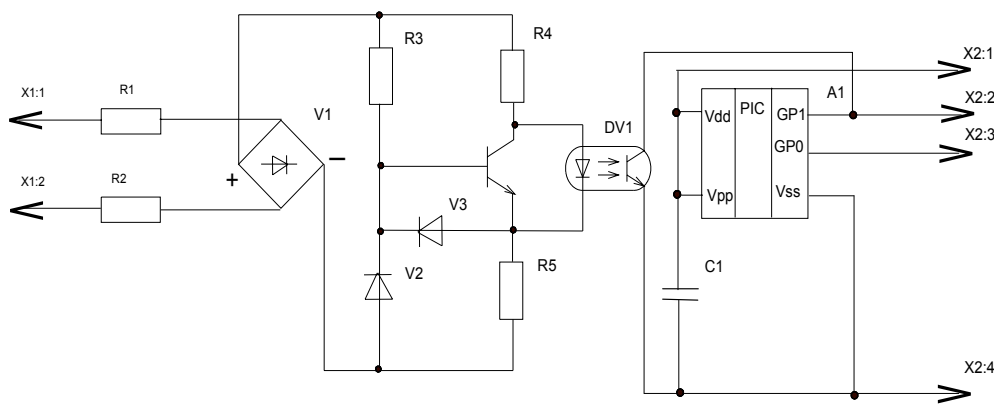 R3
R4
X2:1
X1:1
R1
V1
DV1
A1
X2:2
Vdd
PIC
GP1
X2:3
GP0
X1:2
R2
+
−
Vpp
Vss
V3
V2
R5
C1
X2:4